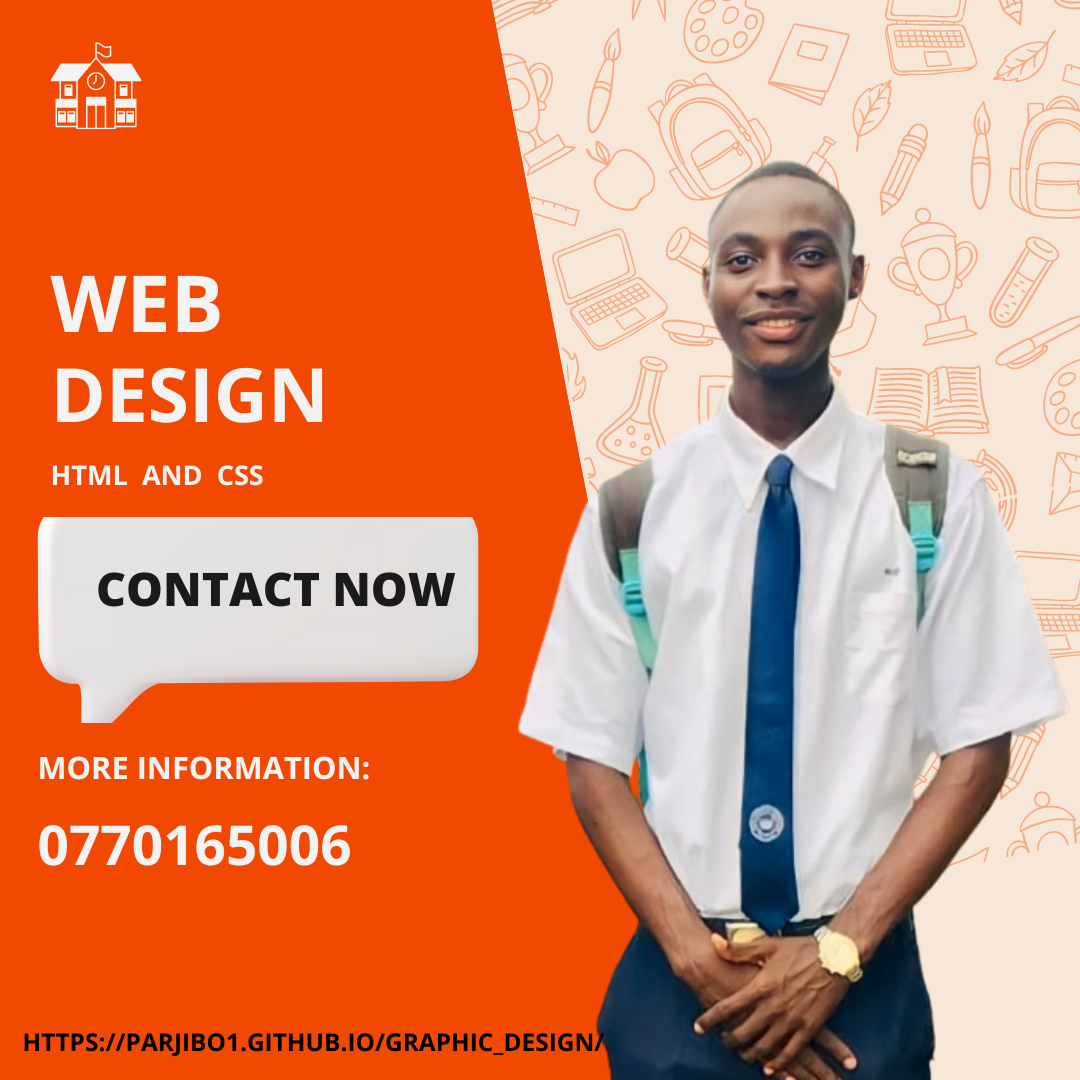 WEB
DESIGN
HTML AND CSS
CONTACT NOW
MORE INFORMATION:
0770165006
HTTPS://PARJIBO1.GITHUB.IO/GRAPHIC_DESIGN/